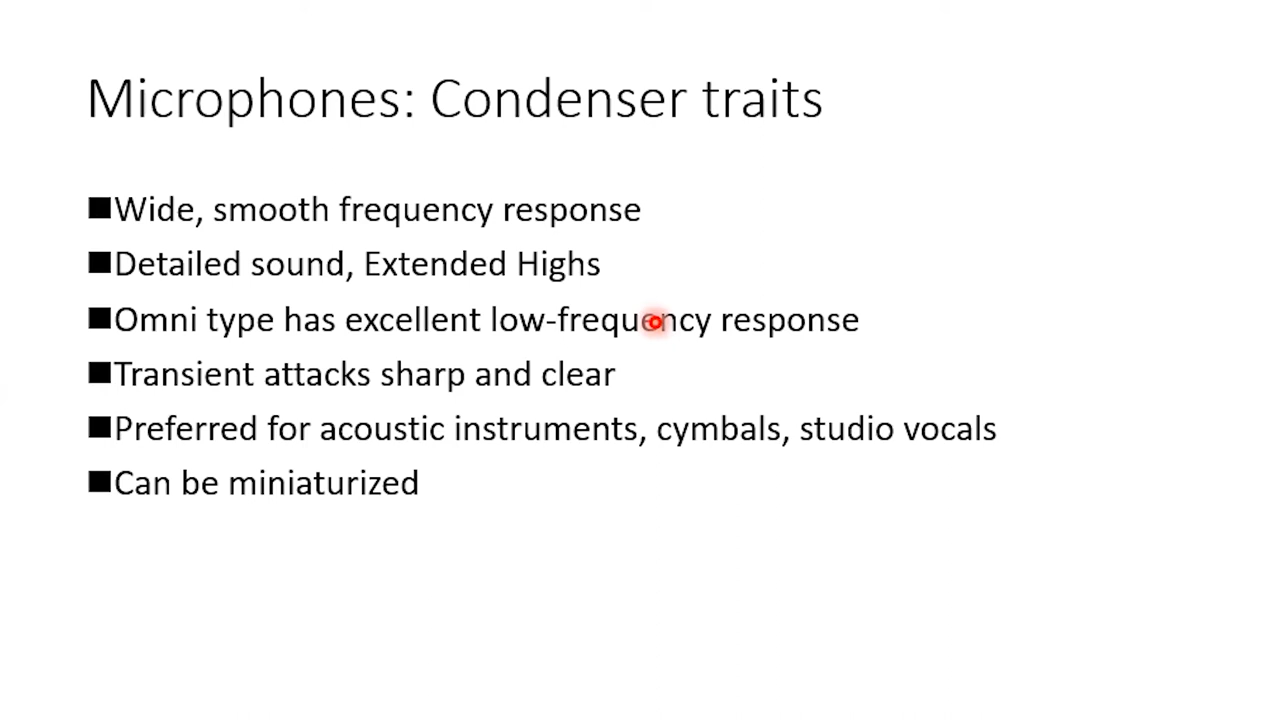 Microphones: Condenser traits
■Wide, smooth frequency response
■Detailed sound, Extended Highs
■Omni type has excellent low-frequency response
■Transient attacks sharp and clear
■Preferred for acoustic instruments, cymbals, studio vocals
■Can be miniaturized